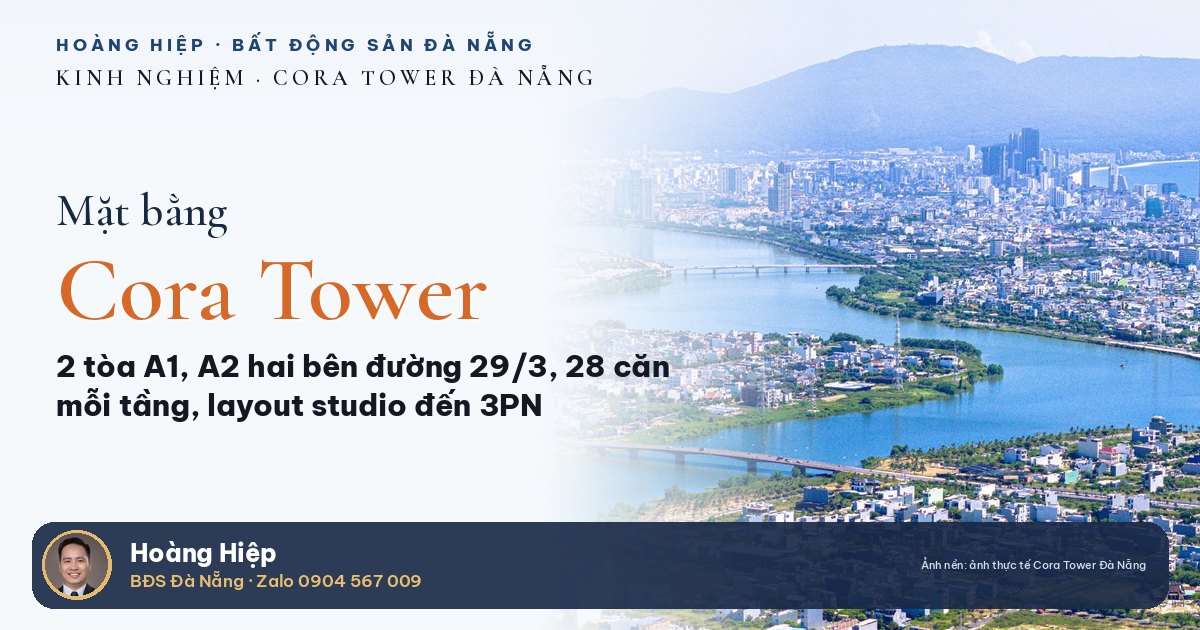 HOÀNG HIỆP · BẤT ĐỘNG SẢN ĐÀ NẴNG
KINH NGHIỆM · CORA TOWER ĐÀ NẴNG
Mặt bằng
Cora Tower
2 tòa A1, A2 hai bên đường 29/3, 28 căn
mỗi tầng, layout studio đến 3PN
Hoàng Hiệp
BĐS Đà Nẵng · Zalo 0904 567 009
Ảnh nền: ảnh thực tế Cora Tower Đà Nẵng